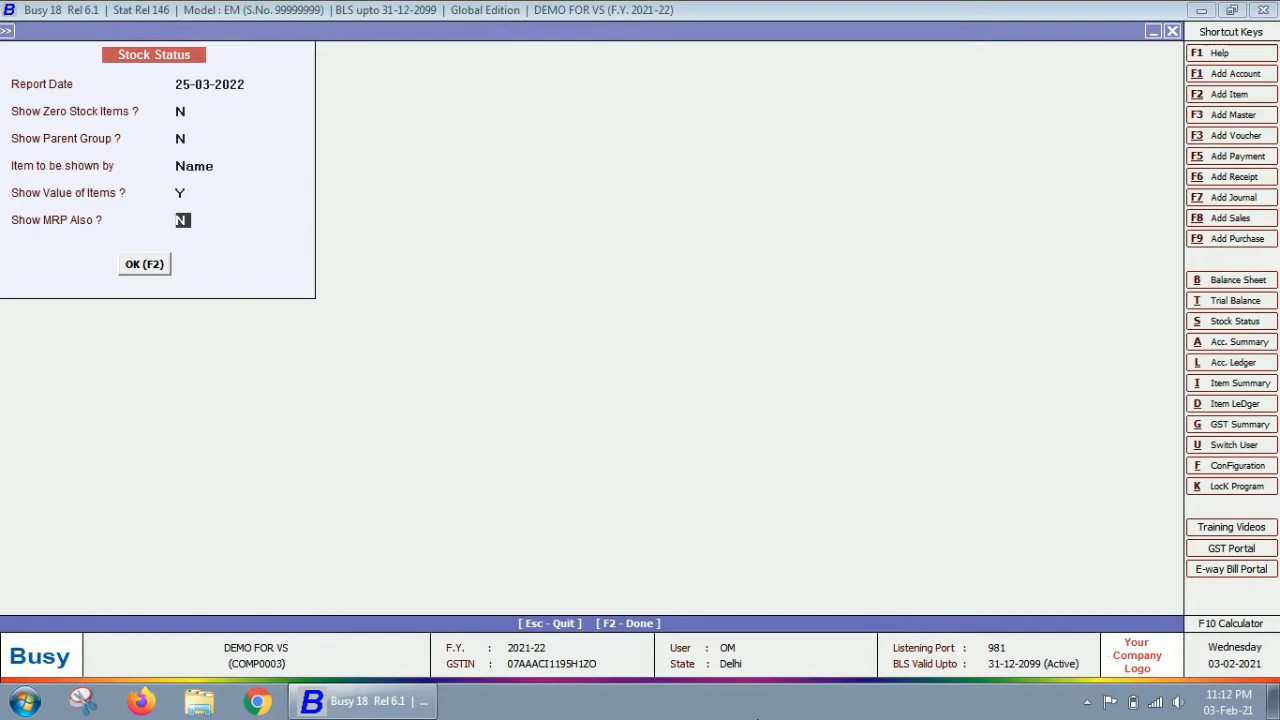 Busy 18 Rel 6.1 | Stat Rel 146 | Model : EM (S.No. 99999999) | BLS upto 31-12-2099 | Global Edition | DEMO FOR VS (F.Y. 2021-22)
>>
Shortcut Keys
Stock Status
Report Date 25-03-2022
Show Zero Stock Items ? N
Show Parent Group ? N
Item to be shown by Name
Show Value of Items ? Y
Show MRP Also ? N
OK (F2)
F1 Help
F1 Add Account
F2 Add Item
F3 Add Master
F3 Add Voucher
F5 Add Payment
F6 Add Receipt
F7 Add Journal
F8 Add Sales
F9 Add Purchase
B Balance Sheet
T Trial Balance
S Stock Status
A Acc. Summary
L Acc. Ledger
I Item Summary
D Item LeDger
G GST Summary
U Switch User
F ConFiguration
K LocK Program
Training Videos
GST Portal
E-way Bill Portal
[ Esc - Quit ] [ F2 - Done ]
F10 Calculator
Busy
DEMO FOR VS
(COMP0003)
F.Y. : 2021-22
GSTIN : 07AAACI1195H1ZO
User : OM
State : Delhi
Listening Port : 981
BLS Valid Upto : 31-12-2099 (Active)
Your
Company
Logo
Wednesday
03-02-2021
Busy 18 Rel 6.1 | ...
11:12 PM
03-Feb-21